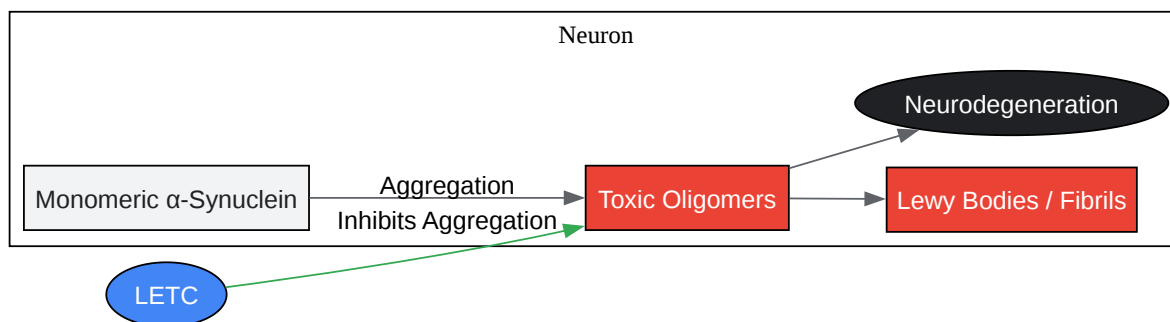 Neuron
Neurodegeneration
Aggregation
Monomeric α-Synuclein
Toxic Oligomers
Lewy Bodies / Fibrils
Inhibits Aggregation
LETC